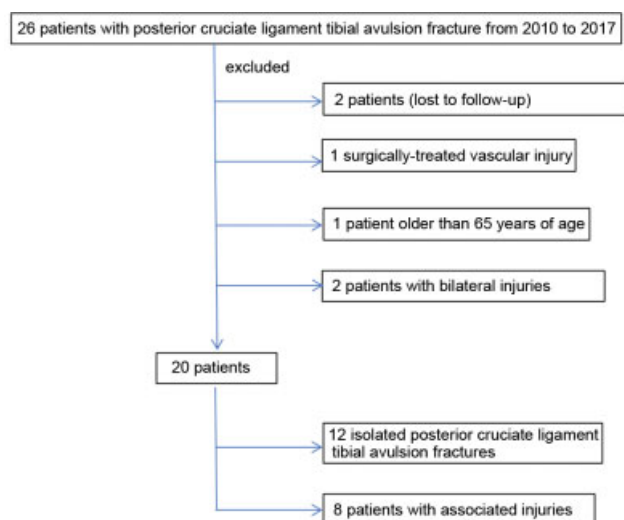 26 patients with posterior cruciate ligament tibial avulsion fracture from 2010 to 2017
excluded
2 patients (lost to follow-up)
1 surgically-treated vascular injury
1 patient older than 65 years of age
2 patients with bilateral injuries
20 patients
12 isolated posterior cruciate ligament
tibial avulsion fractures
8 patients with associated injuries